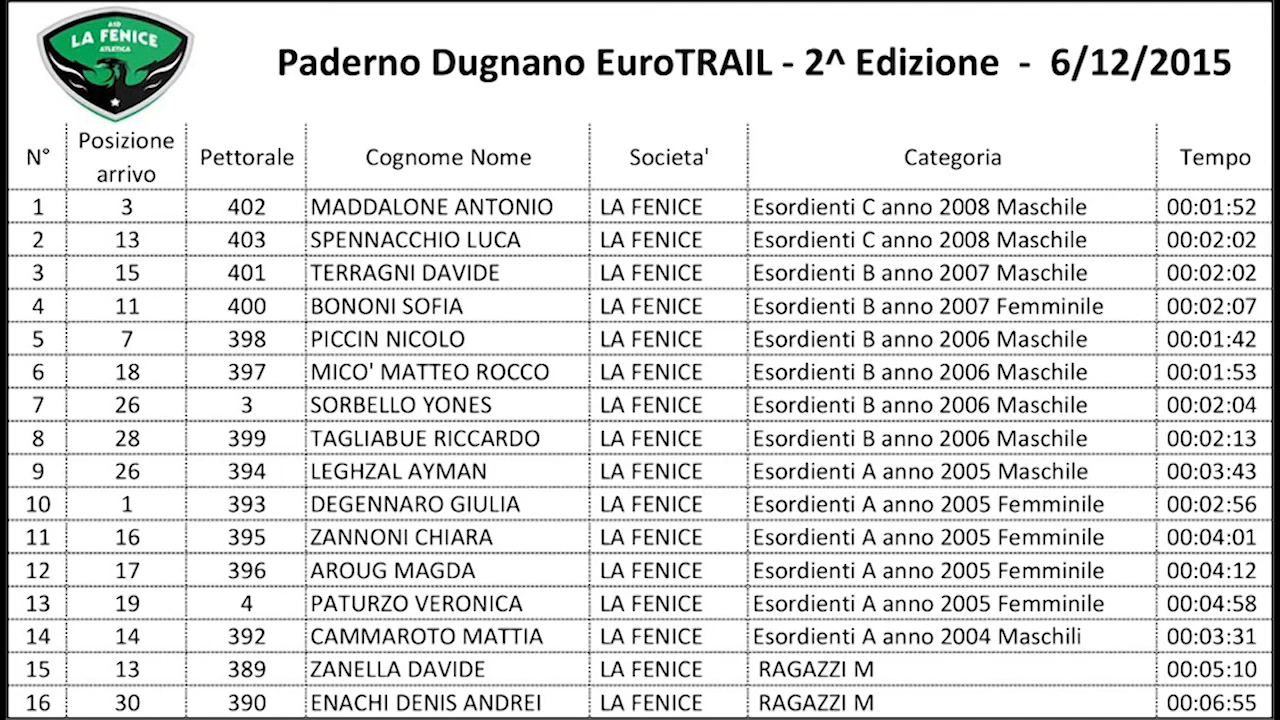 ASD
LA FENICE
ATLETICA
Paderno Dugnano EuroTRAIL - 2^ Edizione - 6/12/2015
N° Posizione arrivo Pettorale Cognome Nome Societa' Categoria Tempo
1 3 402 MADDALONE ANTONIO LA FENICE Esordienti C anno 2008 Maschile 00:01:52
2 13 403 SPENNACCHIO LUCA LA FENICE Esordienti C anno 2008 Maschile 00:02:02
3 15 401 TERRAGNI DAVIDE LA FENICE Esordienti B anno 2007 Maschile 00:02:02
4 11 400 BONONI SOFIA LA FENICE Esordienti B anno 2007 Femminile 00:02:07
5 7 398 PICCIN NICOLO LA FENICE Esordienti B anno 2006 Maschile 00:01:42
6 18 397 MICO' MATTEO ROCCO LA FENICE Esordienti B anno 2006 Maschile 00:01:53
7 26 3 SORBELLO YONES LA FENICE Esordienti B anno 2006 Maschile 00:02:04
8 28 399 TAGLIABUE RICCARDO LA FENICE Esordienti B anno 2006 Maschile 00:02:13
9 26 394 LEGHZAL AYMAN LA FENICE Esordienti A anno 2005 Maschile 00:03:43
10 1 393 DEGENNARO GIULIA LA FENICE Esordienti A anno 2005 Femminile 00:02:56
11 16 395 ZANNONI CHIARA LA FENICE Esordienti A anno 2005 Femminile 00:04:01
12 17 396 AROUG MAGDA LA FENICE Esordienti A anno 2005 Femminile 00:04:12
13 19 4 PATURZO VERONICA LA FENICE Esordienti A anno 2005 Femminile 00:04:58
14 14 392 CAMMAROTO MATTIA LA FENICE Esordienti A anno 2004 Maschili 00:03:31
15 13 389 ZANELLA DAVIDE LA FENICE RAGAZZI M 00:05:10
16 30 390 ENACHI DENIS ANDREI LA FENICE RAGAZZI M 00:06:55